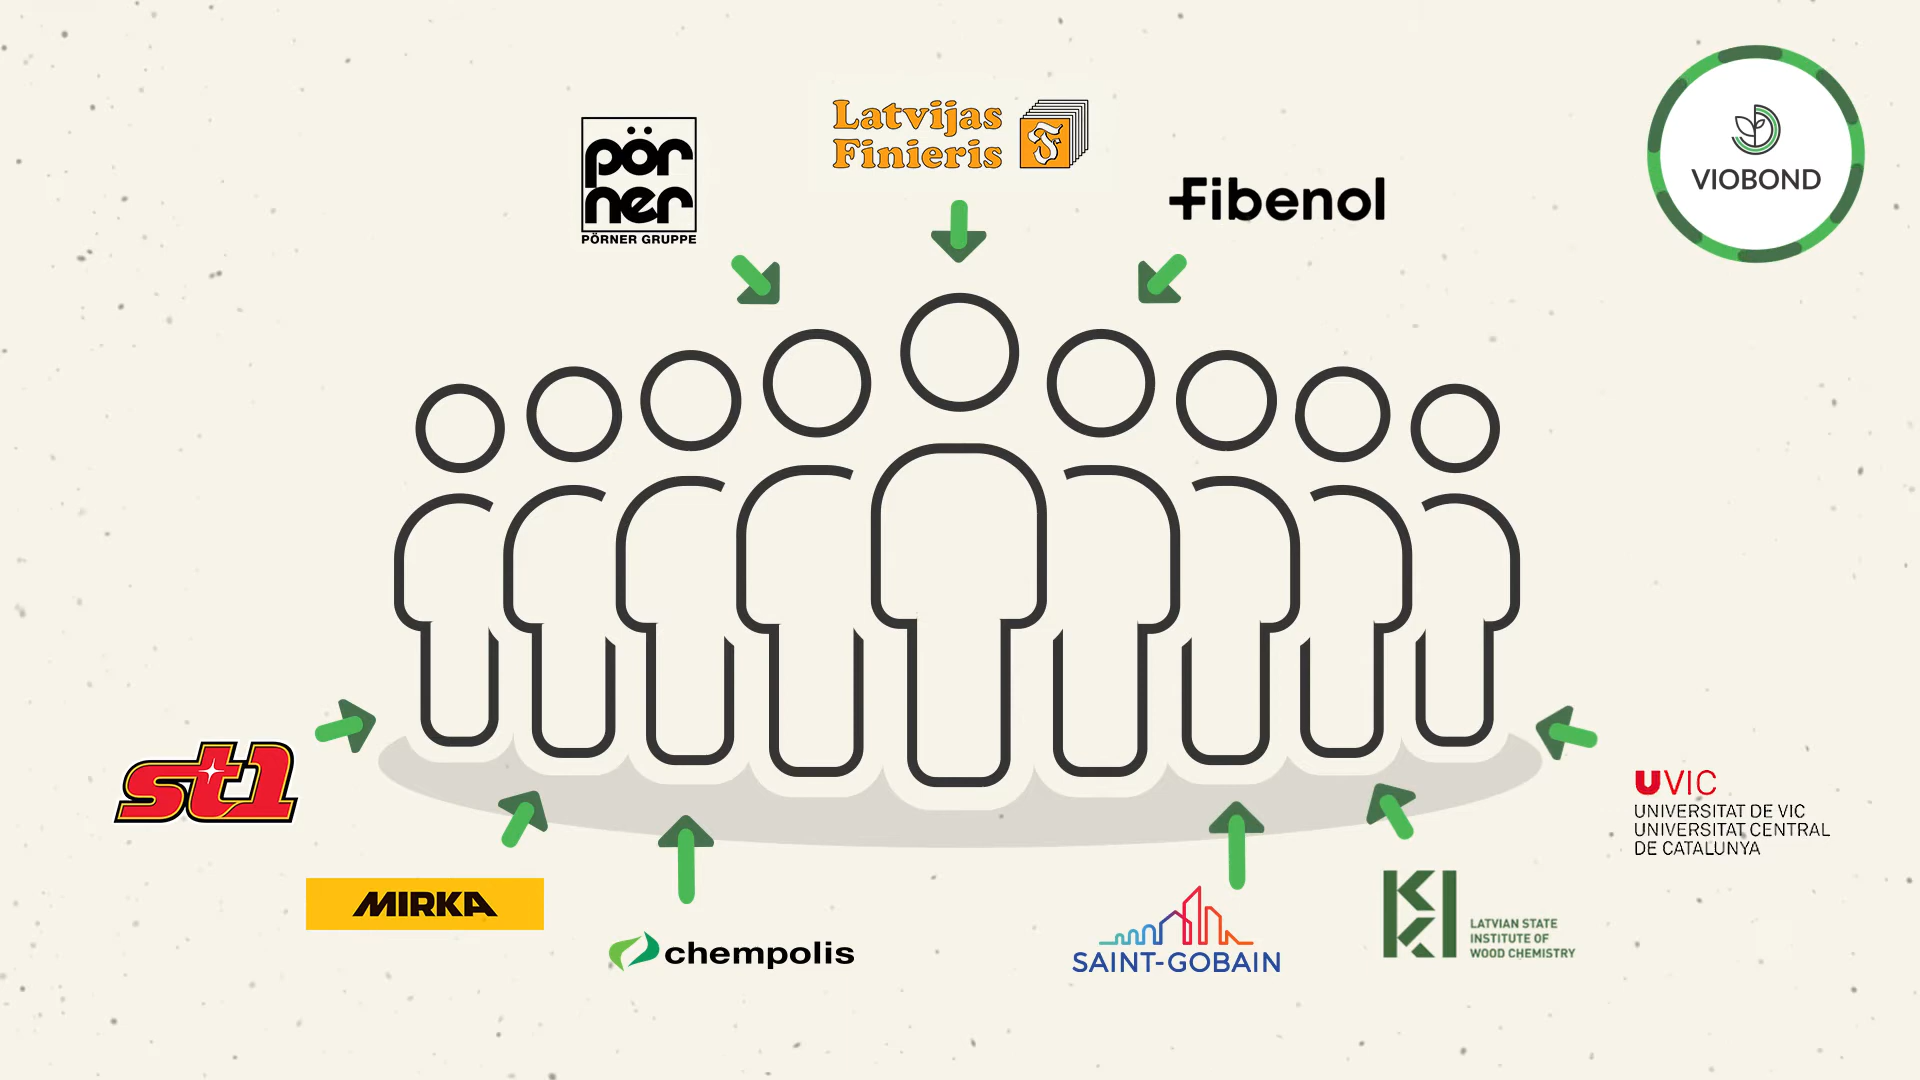 pör
ner
PÖRNER GRUPPE
Latvijas
Finieris
F
Fibenol
VIOBOND
st1
MIRKA
chempolis
SAINT-GOBAIN
LATVIAN STATE
INSTITUTE OF
WOOD CHEMISTRY
UVIC
UNIVERSITAT DE VIC
UNIVERSITAT CENTRAL
DE CATALUNYA